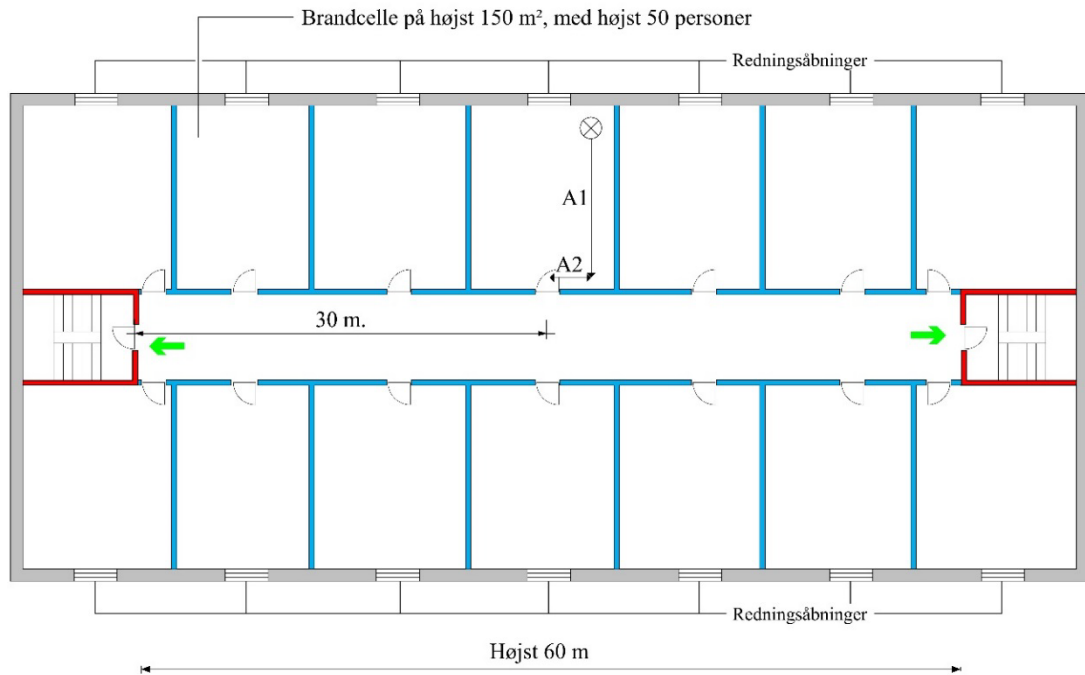 Brandcelle på højst 150 m², med højst 50 personer
Redningsåbninger
A1
A2
30 m.
Redningsåbninger
Højst 60 m